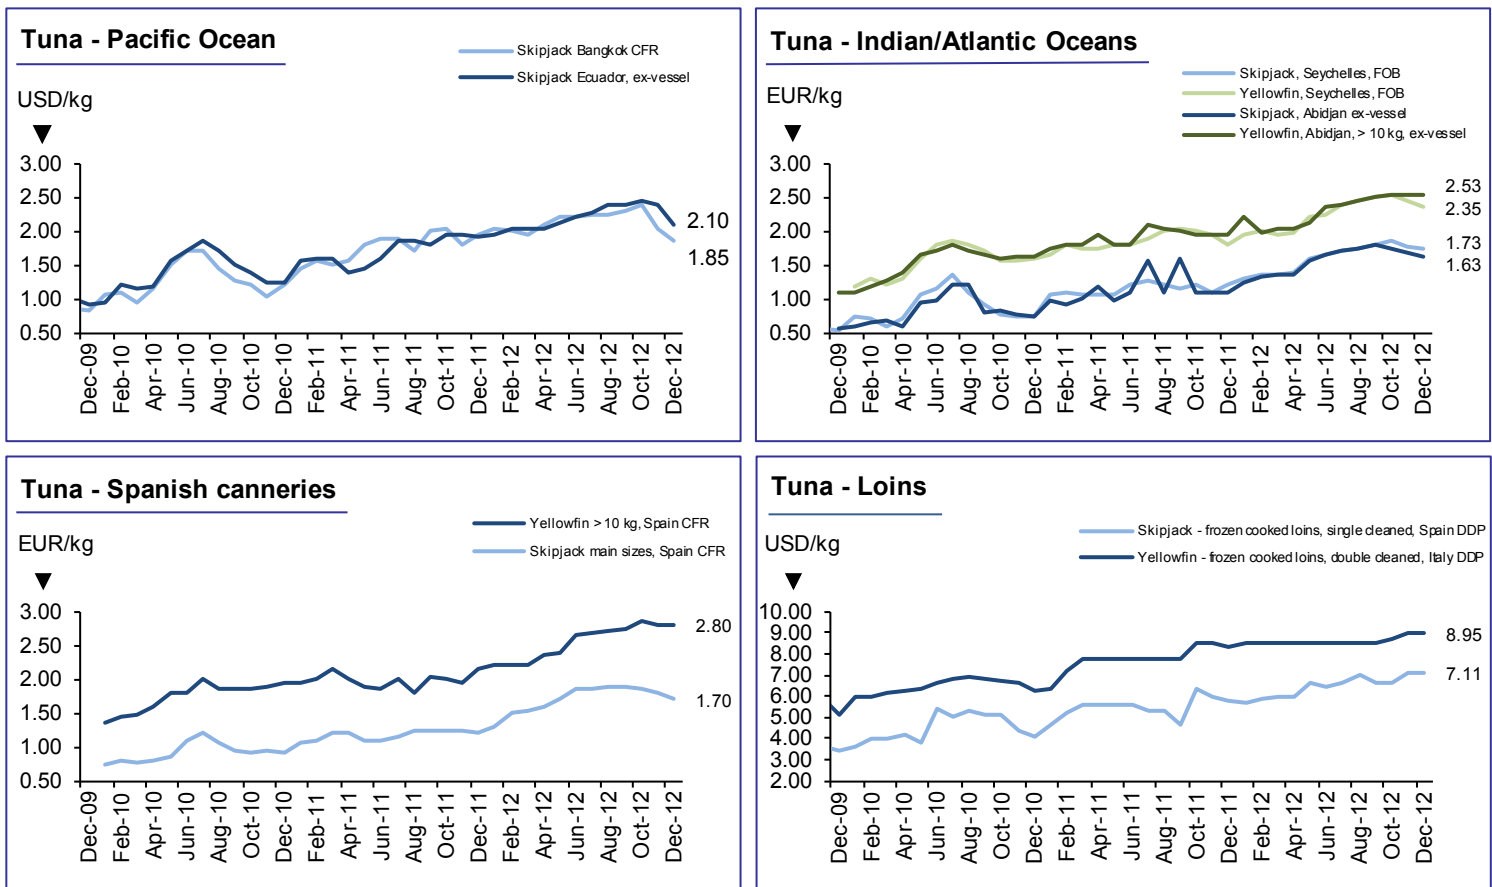 Tuna - Pacific Ocean
Skipjack Bangkok CFR
Skipjack Ecuador, ex-vessel
USD/kg
3.00
2.50
2.00
1.50
1.00
0.50
2.10
1.85
Dec-09 Feb-10 Apr-10 Jun-10 Aug-10 Oct-10 Dec-10 Feb-11 Apr-11 Jun-11 Aug-11 Oct-11 Dec-11 Feb-12 Apr-12 Jun-12 Aug-12 Oct-12 Dec-12
Tuna - Indian/Atlantic Oceans
Skipjack, Seychelles, FOB
Yellowfin, Seychelles, FOB
Skipjack, Abidjan ex-vessel
Yellowfin, Abidjan, > 10 kg, ex-vessel
EUR/kg
3.00
2.50
2.00
1.50
1.00
0.50
2.53
2.35
1.73
1.63
Dec-09 Feb-10 Apr-10 Jun-10 Aug-10 Oct-10 Dec-10 Feb-11 Apr-11 Jun-11 Aug-11 Oct-11 Dec-11 Feb-12 Apr-12 Jun-12 Aug-12 Oct-12 Dec-12
Tuna - Spanish canneries
Yellowfin > 10 kg, Spain CFR
Skipjack main sizes, Spain CFR
EUR/kg
3.00
2.50
2.00
1.50
1.00
0.50
2.80
1.70
Dec-09 Feb-10 Apr-10 Jun-10 Aug-10 Oct-10 Dec-10 Feb-11 Apr-11 Jun-11 Aug-11 Oct-11 Dec-11 Feb-12 Apr-12 Jun-12 Aug-12 Oct-12 Dec-12
Tuna - Loins
Skipjack - frozen cooked loins, single cleaned, Spain DDP
Yellowfin - frozen cooked loins, double cleaned, Italy DDP
USD/kg
10.00
9.00
8.00
7.00
6.00
5.00
4.00
3.00
2.00
8.95
7.11
Dec-09 Feb-10 Apr-10 Jun-10 Aug-10 Oct-10 Dec-10 Feb-11 Apr-11 Jun-11 Aug-11 Oct-11 Dec-11 Feb-12 Apr-12 Jun-12 Aug-12 Oct-12 Dec-12